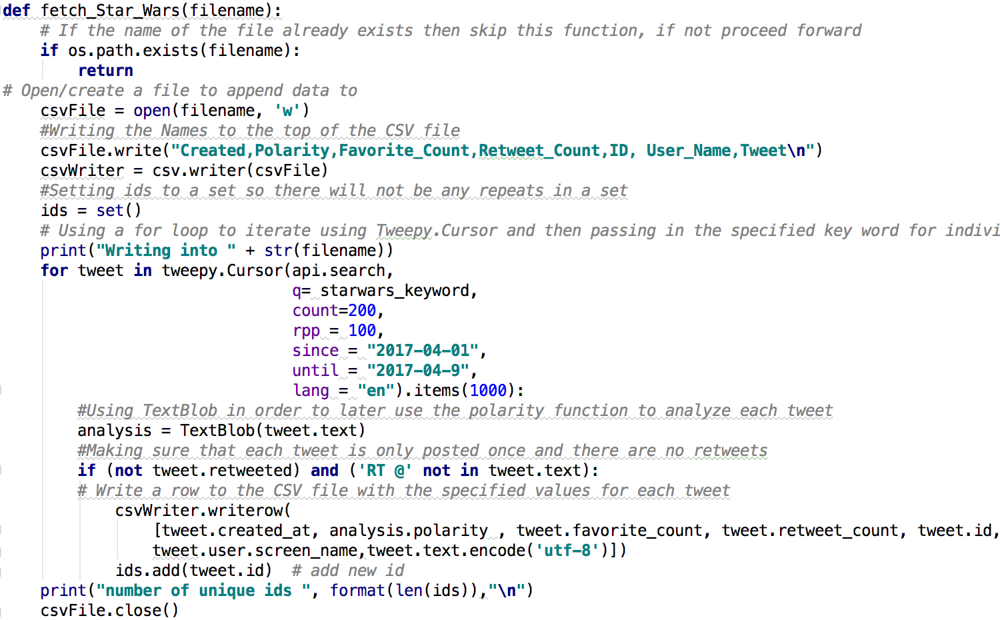 def fetch_Star_Wars(filename):
    # If the name of the file already exists then skip this function, if not proceed forward
    if os.path.exists(filename):
        return
# Open/create a file to append data to
    csvFile = open(filename, 'w')
    #Writing the Names to the top of the CSV file
    csvFile.write("Created,Polarity,Favorite_Count,Retweet_Count,ID, User_Name,Tweet\n")
    csvWriter = csv.writer(csvFile)
    #Setting ids to a set so there will not be any repeats in a set
    ids = set()
    # Using a for loop to iterate using Tweepy.Cursor and then passing in the specified key word for indivi
    print("Writing into " + str(filename))
    for tweet in tweepy.Cursor(api.search,
                               q= starwars_keyword,
                               count=200,
                               rpp = 100,
                               since = "2017-04-01",
                               until = "2017-04-9",
                               lang = "en").items(1000):
        #Using TextBlob in order to later use the polarity function to analyze each tweet
        analysis = TextBlob(tweet.text)
        #Making sure that each tweet is only posted once and there are no retweets
        if (not tweet.retweeted) and ('RT @' not in tweet.text):
        # Write a row to the CSV file with the specified values for each tweet
            csvWriter.writerow(
                [tweet.created_at, analysis.polarity , tweet.favorite_count, tweet.retweet_count, tweet.id,
                tweet.user.screen_name,tweet.text.encode('utf-8')])
            ids.add(tweet.id)  # add new id
    print("number of unique ids ", format(len(ids)),"\n")
    csvFile.close()